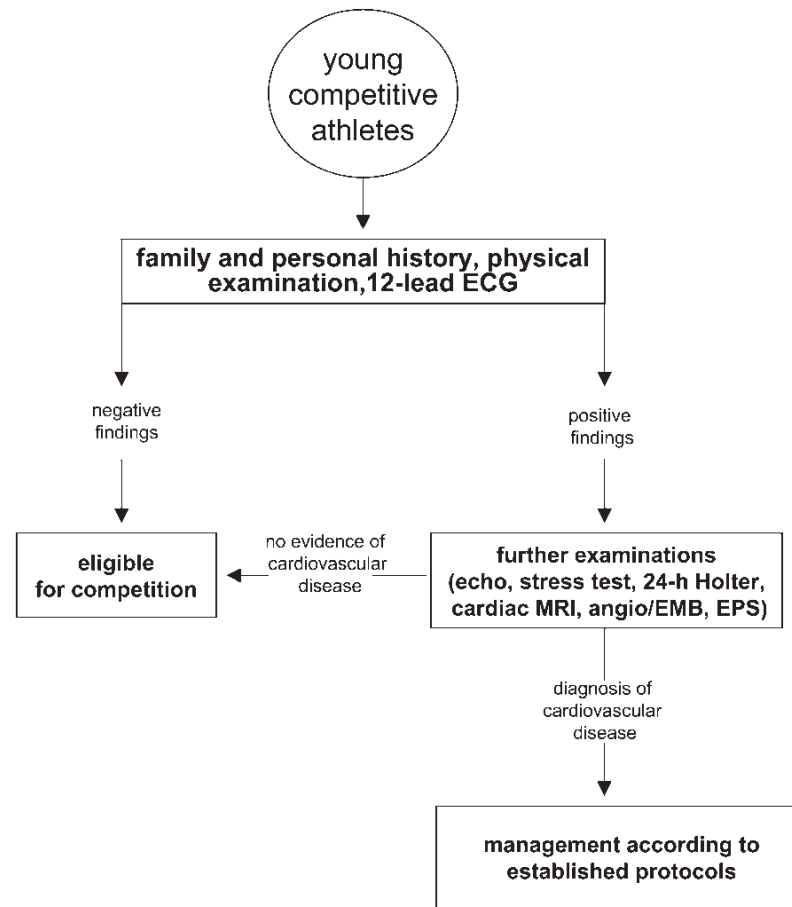 young
competitive
athletes
family and personal history, physical
examination,12-lead ECG
negative
findings
positive
findings
eligible
for competition
no evidence of
cardiovascular
disease
further examinations
(echo, stress test, 24-h Holter,
cardiac MRI, angio/EMB, EPS)
diagnosis of
cardiovascular
disease
management according to
established protocols